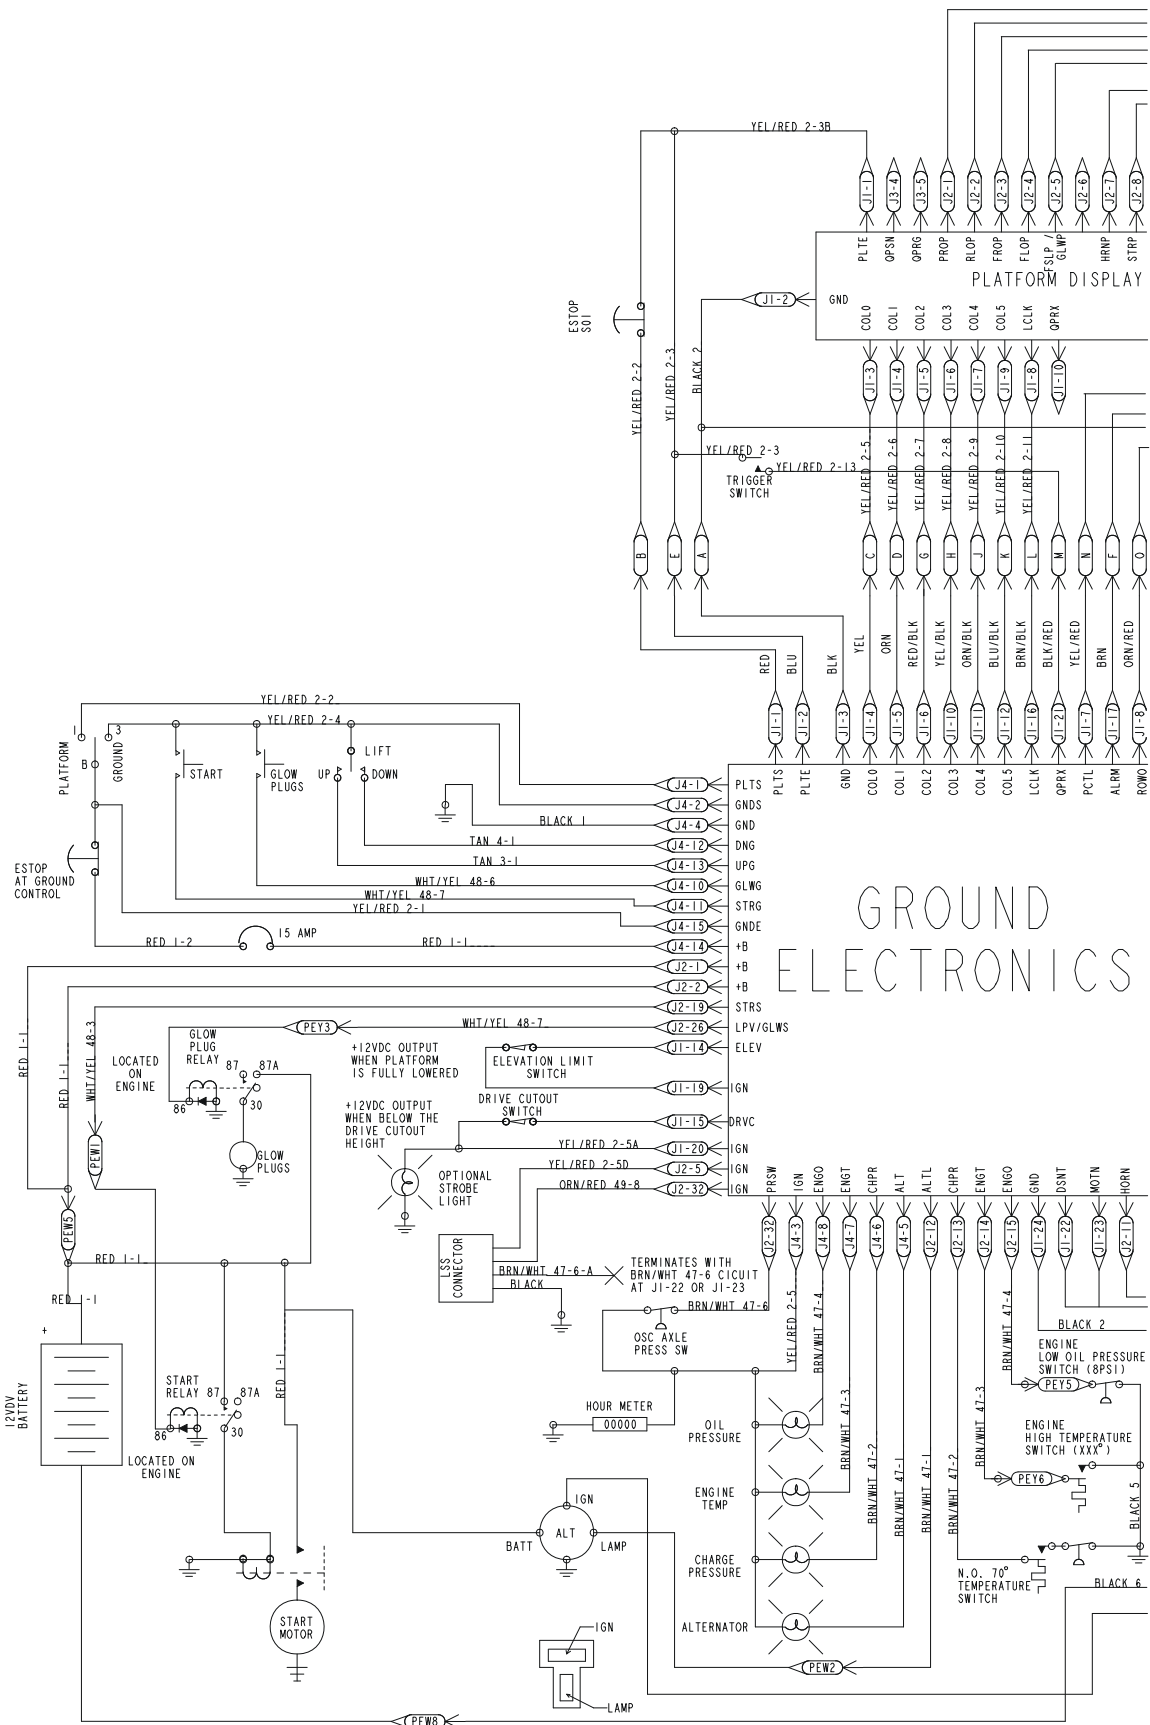 YEL/RED 2-3B
J1-1
J3-4
J3-5
J2-1
J2-2
J2-3
J2-4
J2-5
J2-6
J2-7
J2-8
PLTE
QPSN
QPRG
PROP
RLOP
FROP
FLOP
FSLP /
GLWP
HRNP
STRP
PLATFORM DISPLAY
J1-2
GND
COL0
COL1
COL2
COL3
COL4
COL5
LCLK
QPRX
ESTOP
S01
J1-3
J1-4
J1-5
J1-6
J1-7
J1-9
J1-8
J1-10
YEL/RED 2-2
YEL/RED 2-3
BLACK 2
YEL/RED 2-3
YEL/RED 2-13
TRIGGER
SWITCH
YEL/RED 2-5
YEL/RED 2-6
YEL/RED 2-7
YEL/RED 2-8
YEL/RED 2-9
YEL/RED 2-10
YEL/RED 2-11
B
E
A
C
D
G
H
J
K
L
M
N
F
O
RED
BLU
BLK
YEL
ORN
RED/BLK
YEL/BLK
ORN/BLK
BLU/BLK
BRN/BLK
BLK/RED
YEL/RED
BRN
ORN/RED
J1-1
J1-2
J1-3
J1-4
J1-5
J1-6
J1-10
J1-11
J1-12
J1-16
J1-21
J1-7
J1-17
J1-8
PLTS
PLTE
GND
COL0
COL1
COL2
COL3
COL4
COL5
LCLK
QPRX
PCTL
ALRM
ROWO
YEL/RED 2-2
YEL/RED 2-4
1
3
PLATFORM
B
GROUND
START
GLOW
PLUGS
LIFT
UP
DOWN
J4-1 PLTS
J4-2 GNDS
BLACK 1 J4-4 GND
TAN 4-1 J4-12 DNG
TAN 3-1 J4-13 UPG
WHT/YEL 48-6 J4-10 GLWG
WHT/YEL 48-7 J4-11 STRG
YEL/RED 2-1 J4-15 GNDE
ESTOP
AT GROUND
CONTROL
RED 1-2
15 AMP
RED 1-1 J4-14 +B
J2-1 +B
J2-2 +B
J2-19 STRS
WHT/YEL 48-7 J2-26 LPV/GLWS
GROUND
ELECTRONICS
RED 1-1
RED 1-1
WHT/YEL 48-3
PEY3
GLOW
PLUG
RELAY
LOCATED
ON
ENGINE
87
87A
86
30
GLOW
PLUGS
+12VDC OUTPUT
WHEN PLATFORM
IS FULLY LOWERED
ELEVATION LIMIT
SWITCH
J1-14 ELEV
J1-19 IGN
+12VDC OUTPUT
WHEN BELOW THE
DRIVE CUTOUT
HEIGHT
DRIVE CUTOUT
SWITCH
J1-15 DRVC
YEL/RED 2-5A J1-20 IGN
YEL/RED 2-5D J2-5 IGN
ORN/RED 49-8 J2-32 IGN
OPTIONAL
STROBE
LIGHT
PEW1
PEW5
RED 1-1
PRSW
IGN
ENGO
ENGT
CHPR
ALT
ALTL
CHPR
ENGT
ENGO
GND
DSNT
MOTN
HORN
J2-32
J4-3
J4-8
J4-7
J4-6
J4-5
J2-12
J2-13
J2-14
J2-15
J1-24
J1-22
J1-23
J2-11
LSS
CONNECTOR
BRN/WHT 47-6-A
BLACK
TERMINATES WITH
BRN/WHT 47-6 CICUIT
AT J1-22 OR J1-23
BRN/WHT 47-6
OSC AXLE
PRESS SW
YEL/RED 2-5
BRN/WHT 47-4
BRN/WHT 47-3
BRN/WHT 47-2
BRN/WHT 47-1
BRN/WHT 47-1
BRN/WHT 47-2
BRN/WHT 47-3
BRN/WHT 47-4
BLACK 2
ENGINE
LOW OIL PRESSURE
SWITCH (8PSI)
PEY5
RED 1-1
+
12VDV
BATTERY
START
RELAY
87
87A
86
30
LOCATED ON
ENGINE
RED 1-1
HOUR METER
00000
OIL
PRESSURE
ENGINE
HIGH TEMPERATURE
SWITCH (XXX°)
PEY6
ENGINE
TEMP
BLACK 5
IGN
BATT
ALT
LAMP
CHARGE
PRESSURE
N.O. 70°
TEMPERATURE
SWITCH
BLACK 6
START
MOTOR
ALTERNATOR
IGN
PEW2
LAMP
PEW8